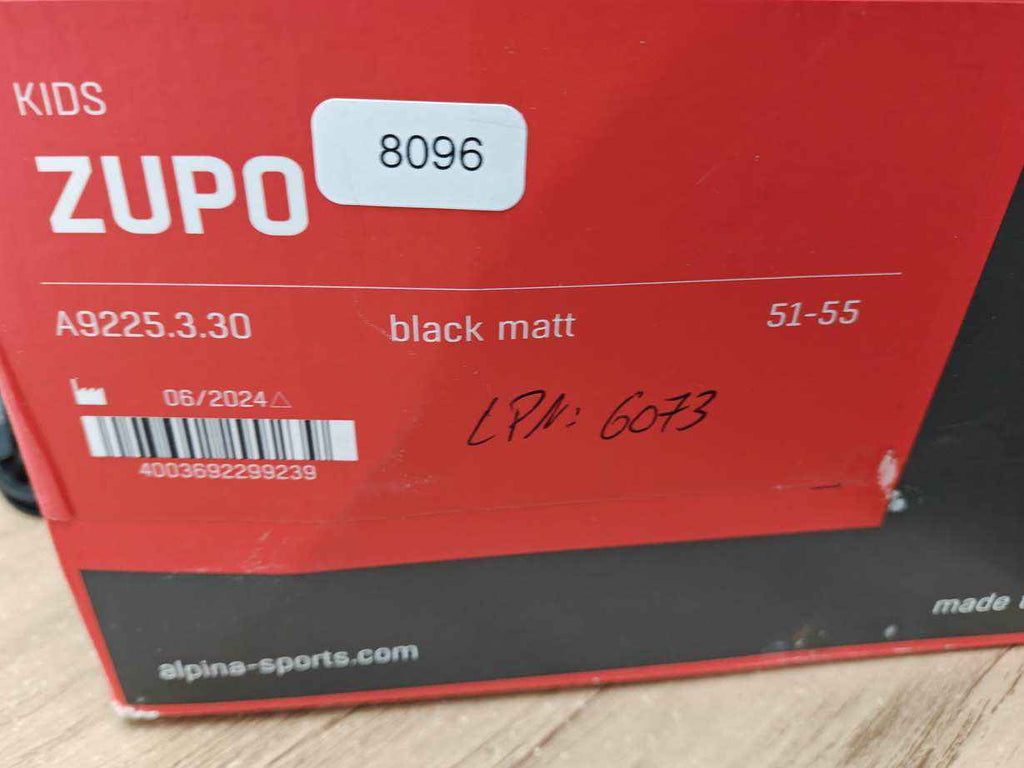 KIDS
ZUPO
8096
A9225.3.30 black matt 51-55
06/2024
LPN: 6073
4003692299239
made
alpina-sports.com